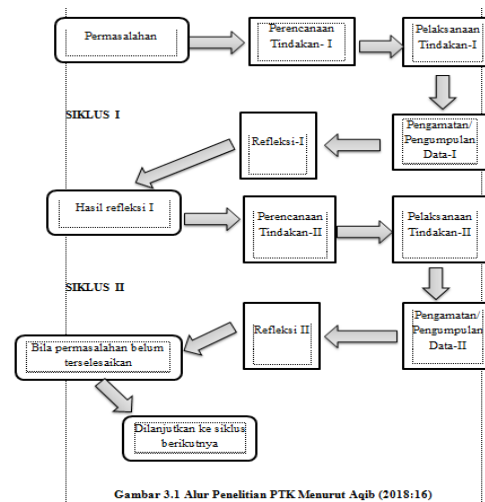 Permasalahan
Perencanaan
Tindakan- I
Pelaksanaan
Tindakan-I
SIKLUS I
Refleksi-I
Pengamatan/
Pengumpulan
Data-I
Hasil refleksi I
Perencanaan
Tindakan-II
Pelaksanaan
Tindakan-II
SIKLUS II
Bila permasalahan belum
terselesaikan
Refleksi II
Pengamatan/
Pengumpulan
Data-II
Dilanjutkan ke siklus
berikutnya
Gambar 3.1 Alur Penelitian PTK Menurut Aqib (2018:16)